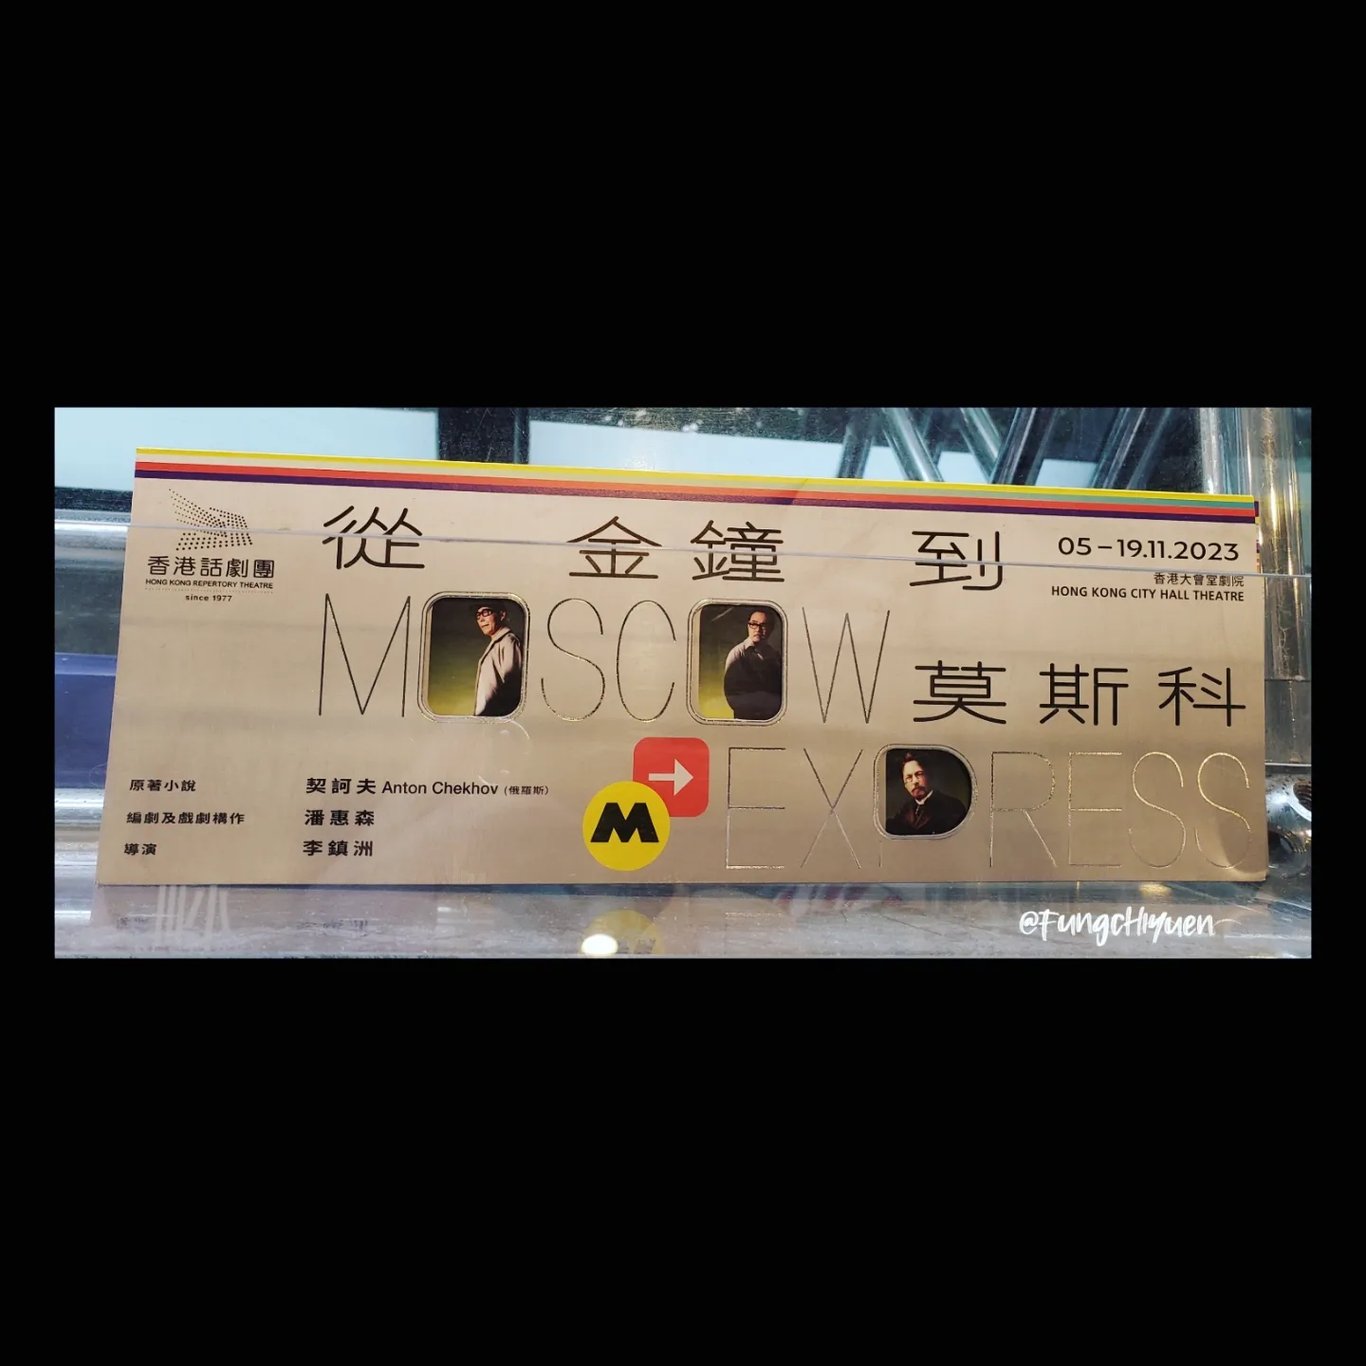 香港話劇團
HONG KONG REPERTORY THEATRE
since 1977
從 金鐘 到
莫斯科
MOSCOW
EXPRESS
05–19.11.2023
香港大會堂劇院
HONG KONG CITY HALL THEATRE
原著小說 契訶夫 Anton Chekhov (俄羅斯)
編劇及戲劇構作 潘惠森
導演 李鎮洲
M
@FungcHiyuen